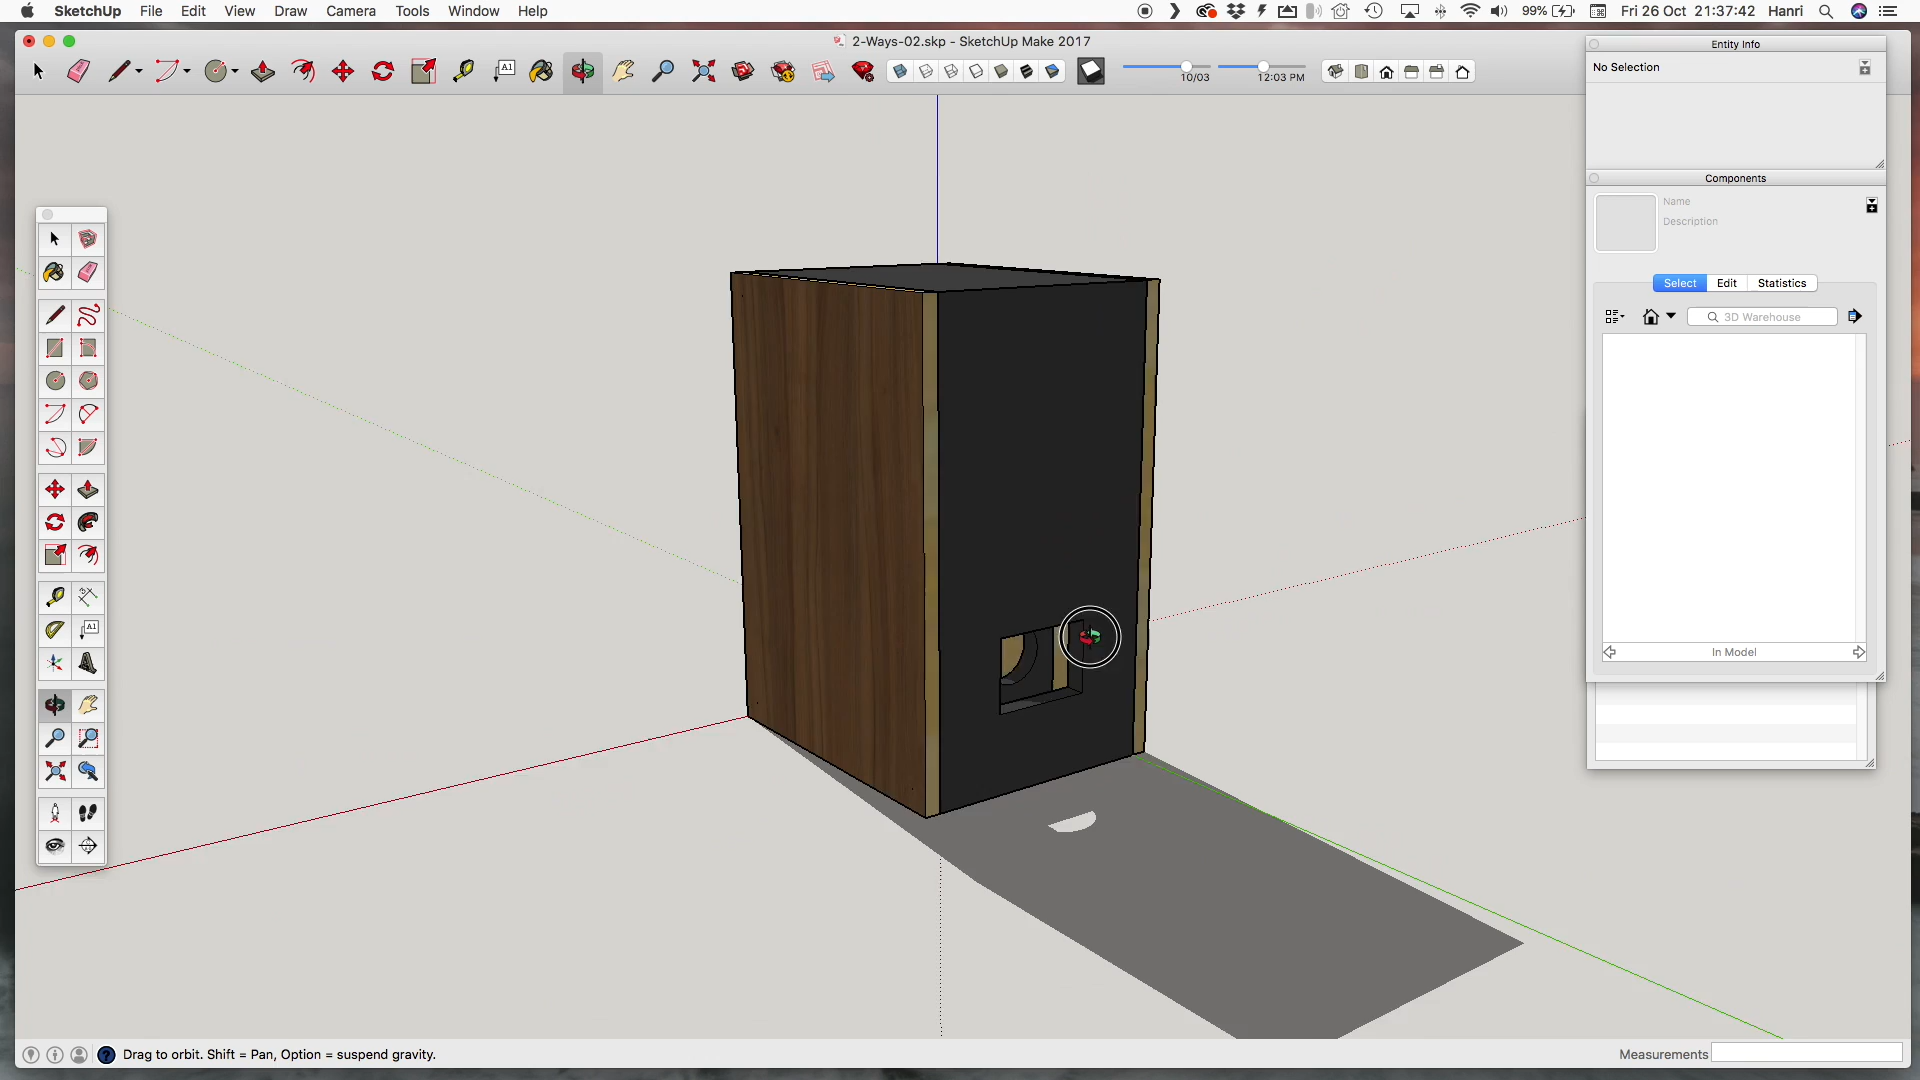 SketchUp File Edit View Draw Camera Tools Window Help 99% Fri 26 Oct 21:37:42 Hanri
2-Ways-02.skp - SketchUp Make 2017
A1 10/03 12:03 PM
Entity Info
No Selection
Components
Name
Description
Select Edit Statistics
3D Warehouse
In Model
A1
Drag to orbit. Shift = Pan, Option = suspend gravity.
Measurements